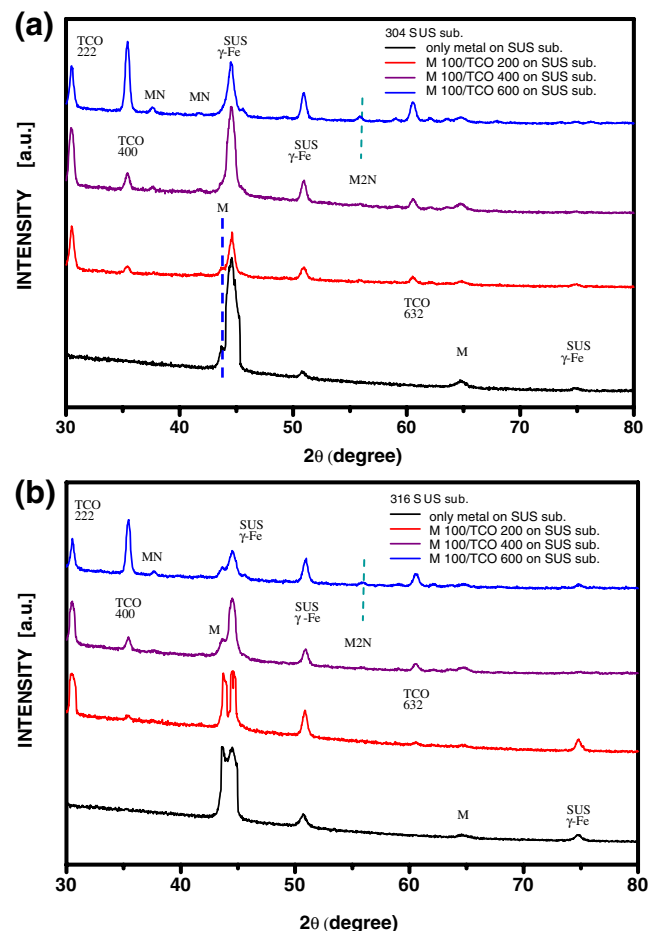 (a)
TCO
222
MN
MN
SUS
γ-Fe
304 SUS sub.
only metal on SUS sub.
M 100/TCO 200 on SUS sub.
M 100/TCO 400 on SUS sub.
M 100/TCO 600 on SUS sub.
TCO
400
SUS
γ-Fe
M2N
M
TCO
632
M
SUS
γ-Fe
INTENSITY [a.u.]
30 40 50 60 70 80
2θ (degree)
(b)
TCO
222
MN
SUS
γ-Fe
316 SUS sub.
only metal on SUS sub.
M 100/TCO 200 on SUS sub.
M 100/TCO 400 on SUS sub.
M 100/TCO 600 on SUS sub.
TCO
400
M
SUS
γ-Fe
M2N
TCO
632
M
SUS
γ-Fe
INTENSITY [a.u.]
30 40 50 60 70 80
2θ (degree)